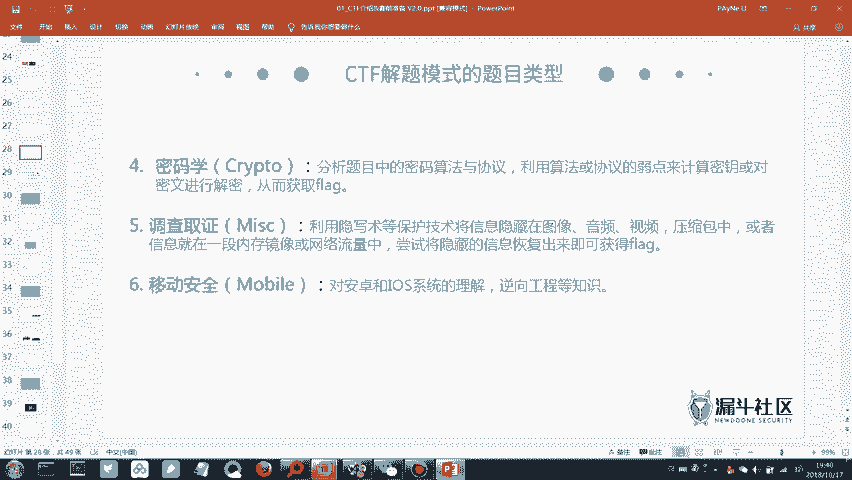 01_CTF介绍及赛前准备 V2.0.ppt [兼容模式] - PowerPoint
PAyNe LI
文件 开始 插入 设计 切换 动画 幻灯片放映 审阅 视图 帮助 告诉我你想要做什么
共享
24
25
26
27
28
29
30
31
32
33
34
35
36
37
38
39
40
CTF解题模式的题目类型
4. 密码学（Crypto）：分析题目中的密码算法与协议，利用算法或协议的弱点来计算密钥或对
密文进行解密，从而获取flag。
5. 调查取证（Misc）：利用隐写术等保护技术将信息隐藏在图像、音频、视频，压缩包中，或者
信息就在一段内存镜像或网络流量中，尝试将隐藏的信息恢复出来即可获得flag。
6. 移动安全（Mobile）：对安卓和IOS系统的理解，逆向工程等知识。
漏斗社区
NEWDOONE SECURITY
幻灯片 第 28 张，共 49 张 中文(中国)
备注 批注
99%
19:40
2018/10/17